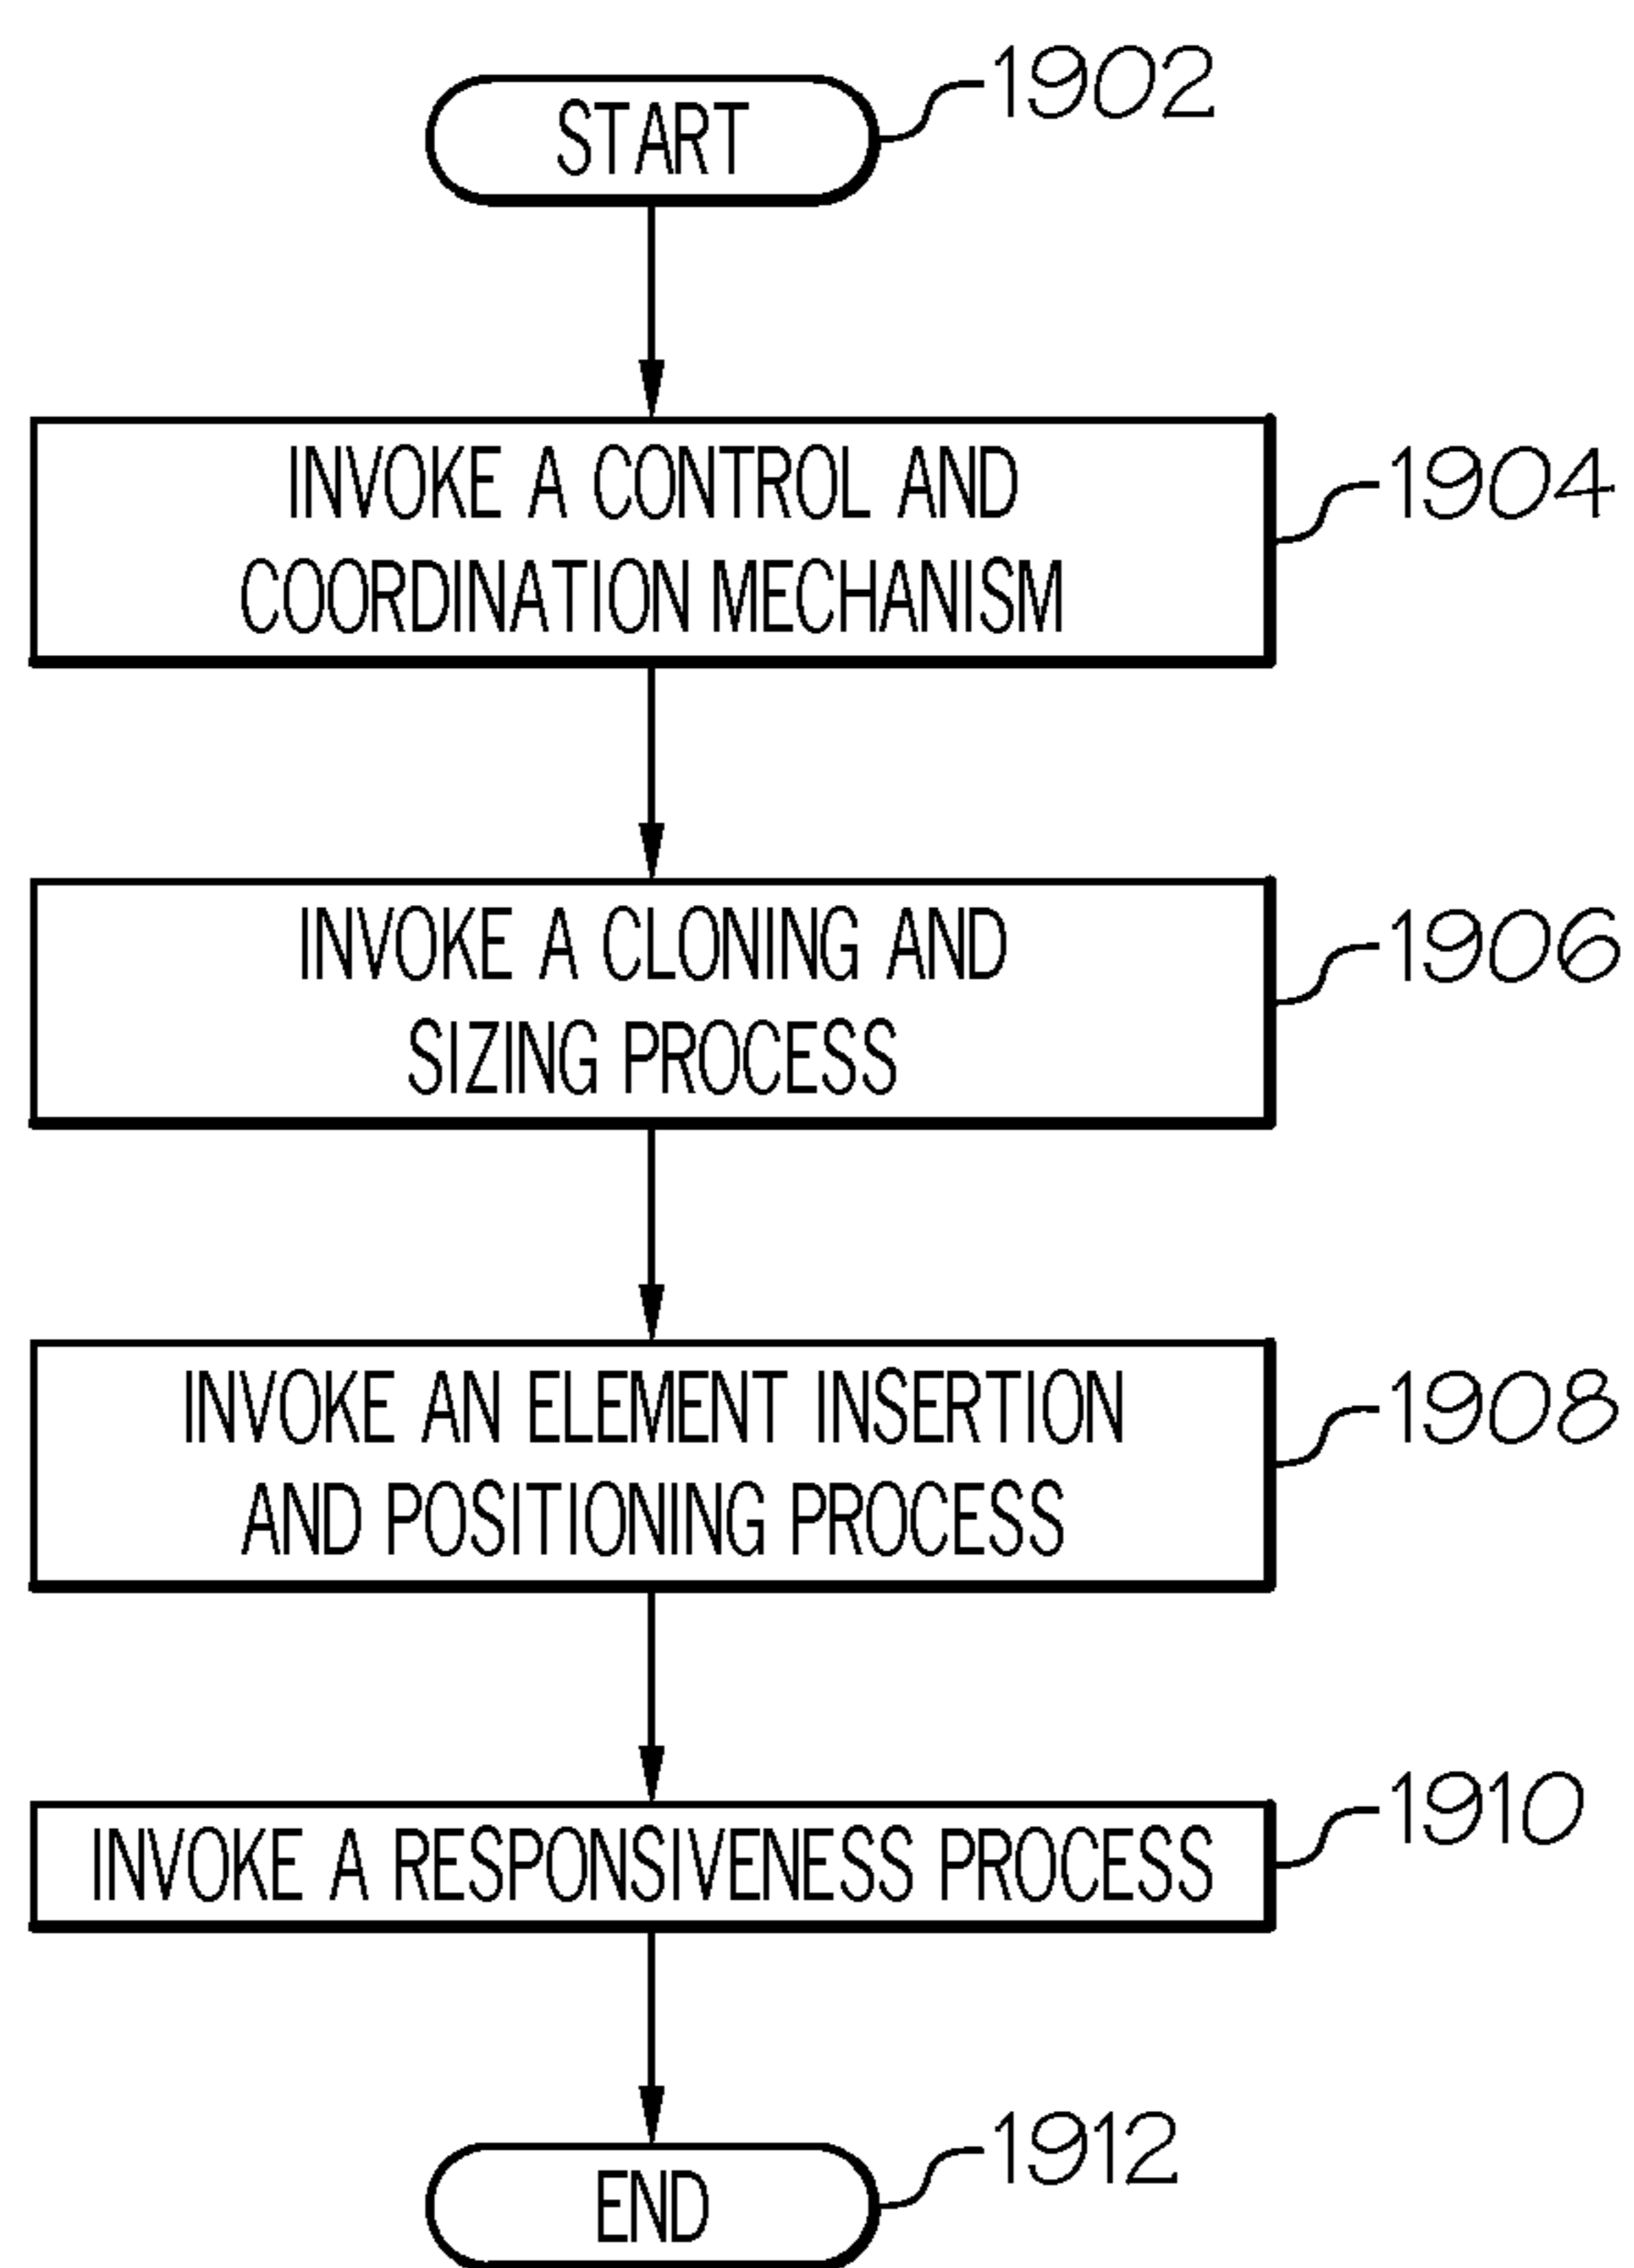 START
1902
INVOKE A CONTROL AND
COORDINATION MECHANISM
1904
INVOKE A CLONING AND
SIZING PROCESS
1906
INVOKE AN ELEMENT INSERTION
AND POSITIONING PROCESS
1908
INVOKE A RESPONSIVENESS PROCESS
1910
END
1912